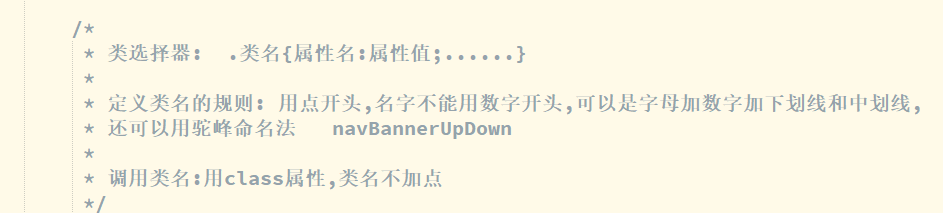 /*
* 类选择器: .类名{属性名:属性值;......}
*
* 定义类名的规则: 用点开头,名字不能用数字开头,可以是字母加数字加下划线和中划线,
* 还可以用驼峰命名法 navBannerUpDown
*
* 调用类名:用class属性,类名不加点
*/